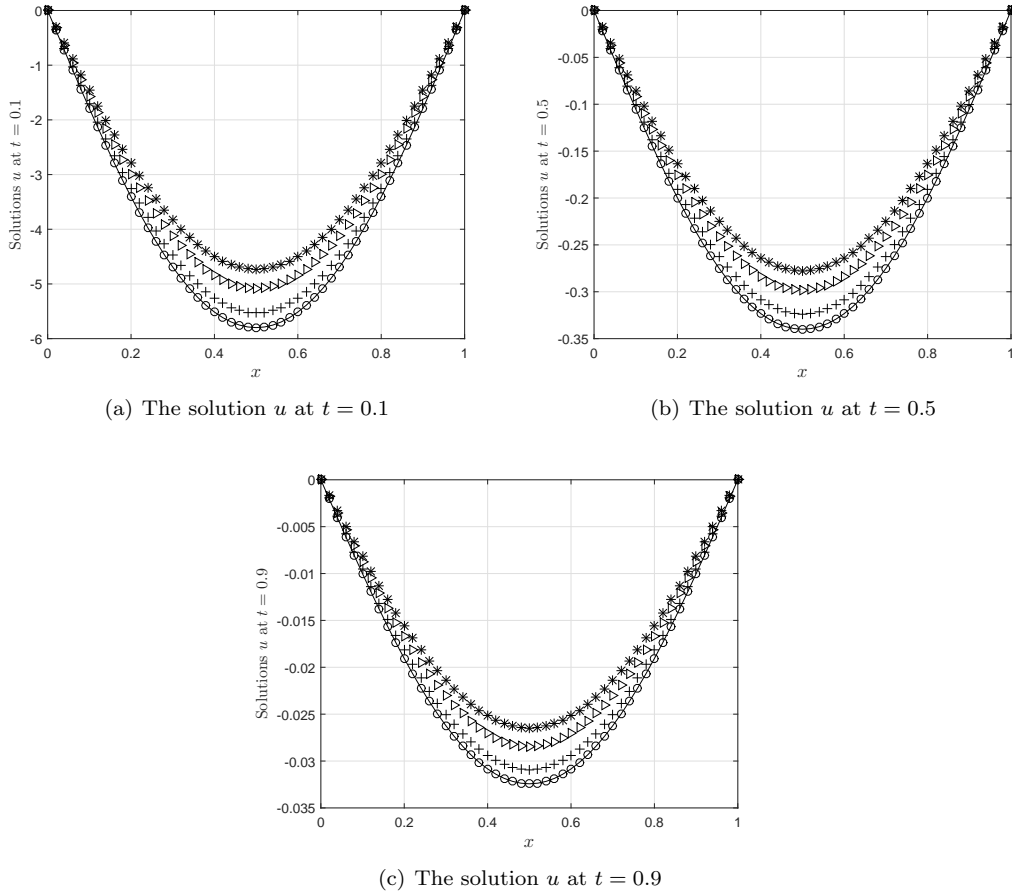 0
-1
-2
-3
-4
-5
-6
Solutions u at t = 0.1
0 0.2 0.4 0.6 0.8 1
x
(a) The solution u at t = 0.1
0
-0.05
-0.1
-0.15
-0.2
-0.25
-0.3
-0.35
Solutions u at t = 0.5
0 0.2 0.4 0.6 0.8 1
x
(b) The solution u at t = 0.5
0
-0.005
-0.01
-0.015
-0.02
-0.025
-0.03
-0.035
Solutions u at t = 0.9
0 0.2 0.4 0.6 0.8 1
x
(c) The solution u at t = 0.9